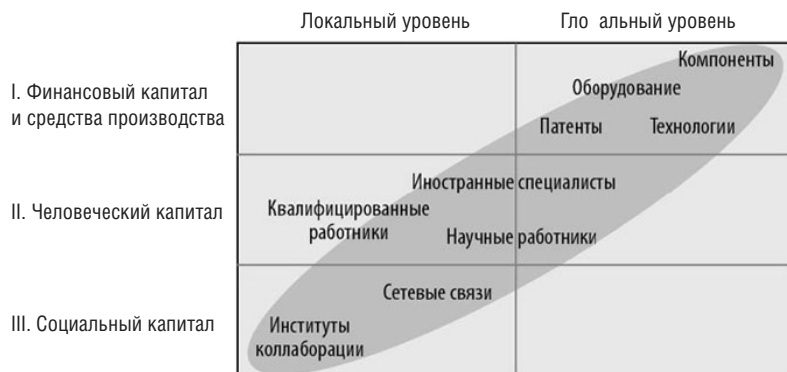 Локальный уровень
Гло альный уровень
I. Финансовый капитал
и средства производства
Компоненты
Оборудование
Патенты
Технологии
II. Человеческий капитал
Иностранные специалисты
Квалифицированные
работники
Научные работники
III. Социальный капитал
Сетевые связи
Институты
коллаборации